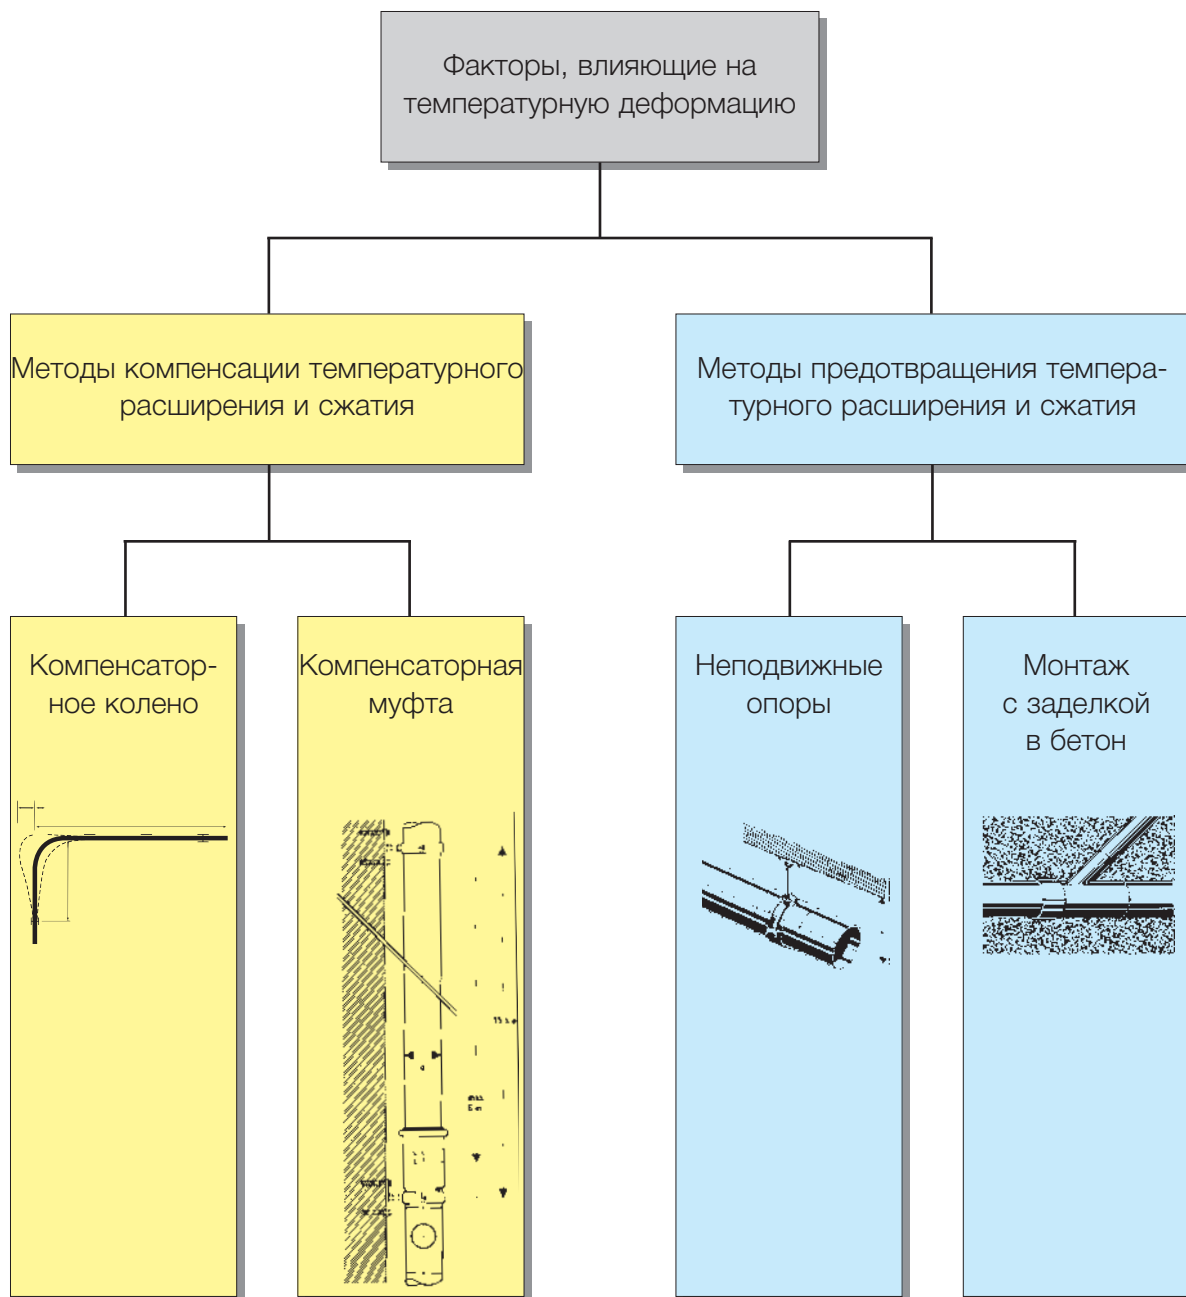 Факторы, влияющие на
температурную деформацию
Методы компенсации температурного
расширения и сжатия
Методы предотвращения темпера-
турного расширения и сжатия
Компенсатор-
ное колено
Компенсаторная
муфта
Неподвижные
опоры
Монтаж
с заделкой
в бетон